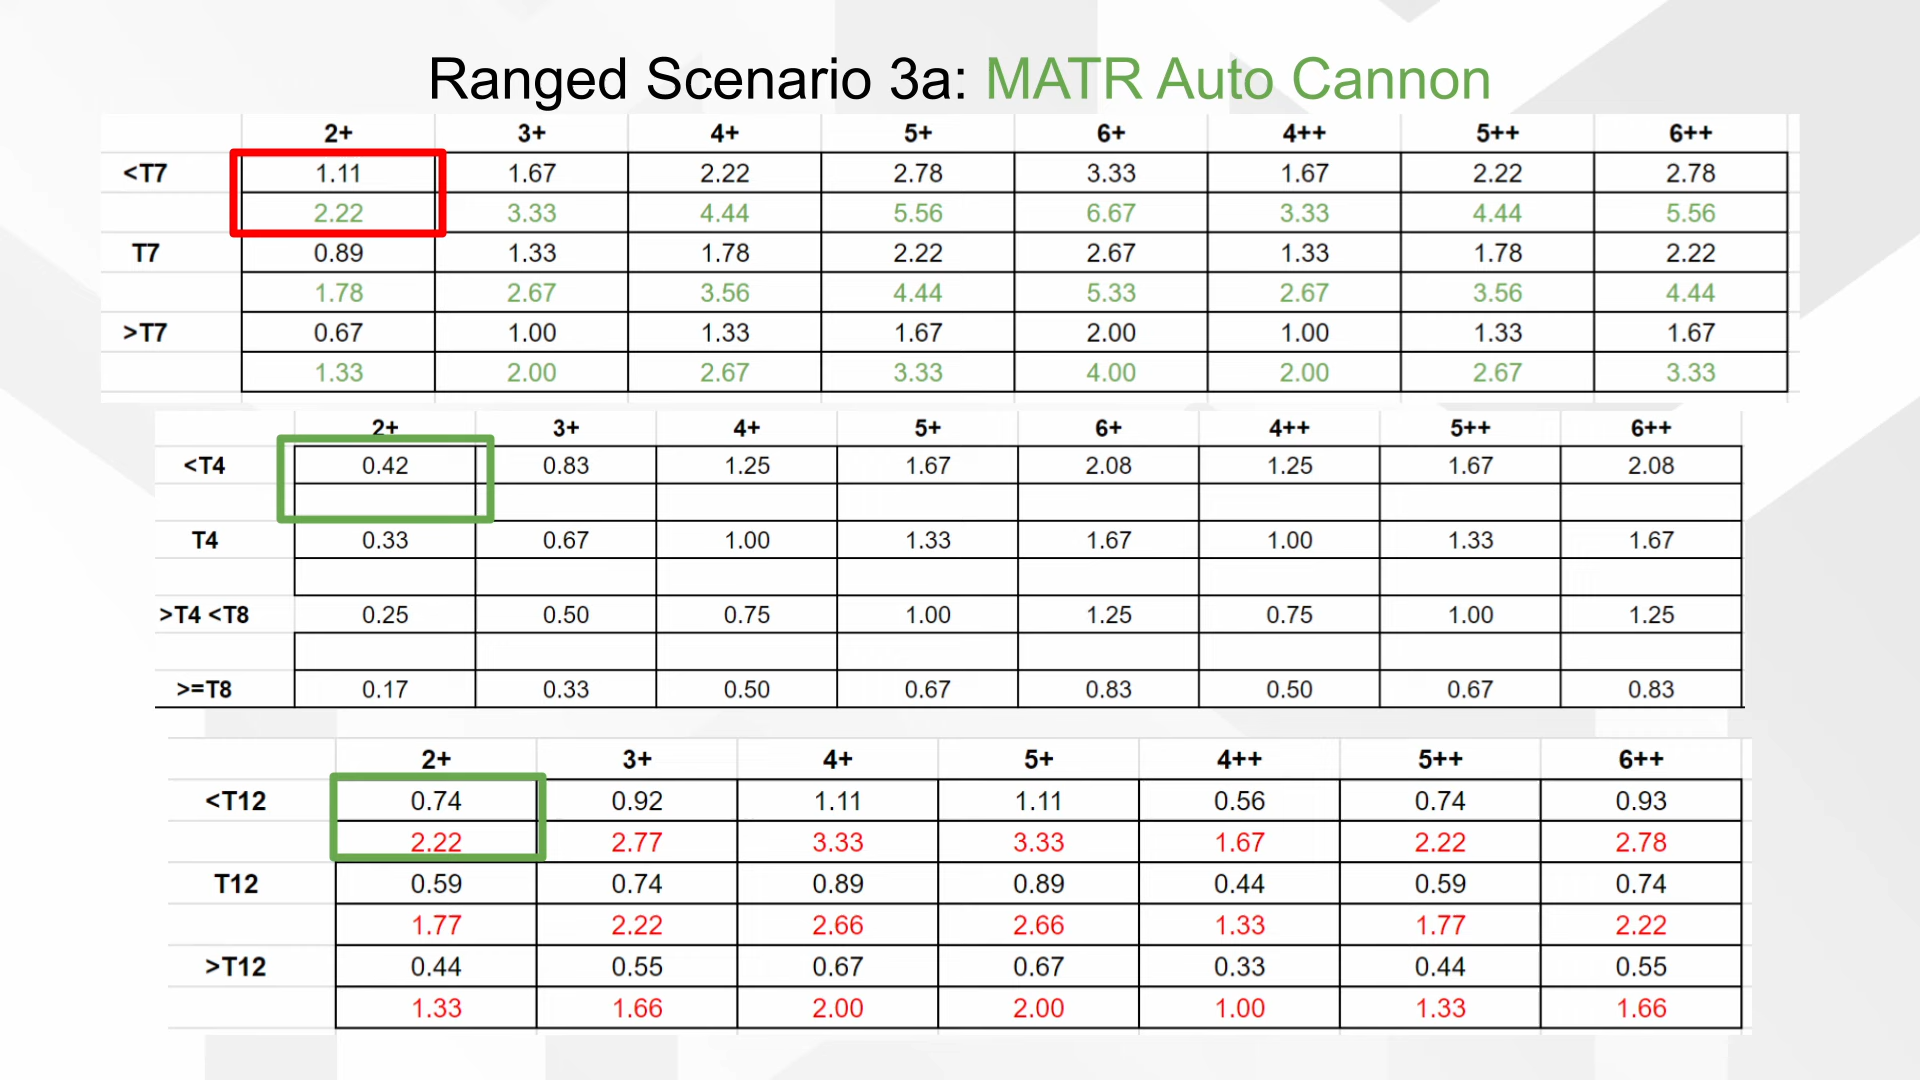 Ranged Scenario 3a: MATR Auto Cannon
2+ 3+ 4+ 5+ 6+ 4++ 5++ 6++
<T7 1.11 1.67 2.22 2.78 3.33 1.67 2.22 2.78
2.22 3.33 4.44 5.56 6.67 3.33 4.44 5.56
T7 0.89 1.33 1.78 2.22 2.67 1.33 1.78 2.22
1.78 2.67 3.56 4.44 5.33 2.67 3.56 4.44
>T7 0.67 1.00 1.33 1.67 2.00 1.00 1.33 1.67
1.33 2.00 2.67 3.33 4.00 2.00 2.67 3.33
2+ 3+ 4+ 5+ 6+ 4++ 5++ 6++
<T4 0.42 0.83 1.25 1.67 2.08 1.25 1.67 2.08
T4 0.33 0.67 1.00 1.33 1.67 1.00 1.33 1.67
>T4 <T8 0.25 0.50 0.75 1.00 1.25 0.75 1.00 1.25
>=T8 0.17 0.33 0.50 0.67 0.83 0.50 0.67 0.83
2+ 3+ 4+ 5+ 4++ 5++ 6++
<T12 0.74 0.92 1.11 1.11 0.56 0.74 0.93
2.22 2.77 3.33 3.33 1.67 2.22 2.78
T12 0.59 0.74 0.89 0.89 0.44 0.59 0.74
1.77 2.22 2.66 2.66 1.33 1.77 2.22
>T12 0.44 0.55 0.67 0.67 0.33 0.44 0.55
1.33 1.66 2.00 2.00 1.00 1.33 1.66